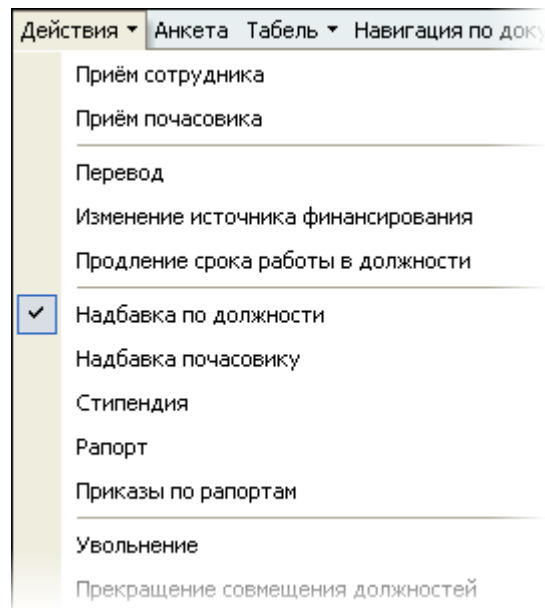 Действия Анкета Табель Навигация по доку
Приём сотрудника
Приём почасовика
Перевод
Изменение источника финансирования
Продление срока работы в должности
Надбавка по должности
Надбавка почасовику
Стипендия
Рапорт
Приказы по рапортам
Увольнение
Прекращение совмещения должностей